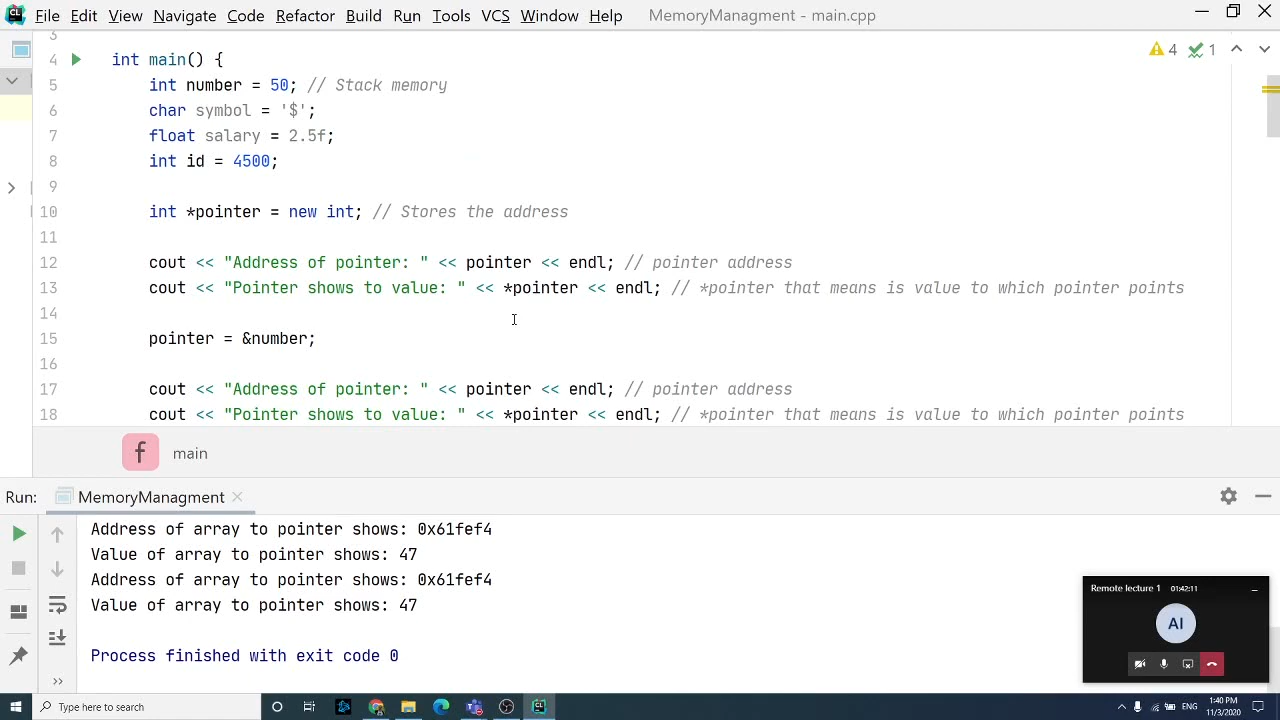 File Edit View Navigate Code Refactor Build Run Tools VCS Window Help MemoryManagment - main.cpp
3
4 int main() { 4 1
5 int number = 50; // Stack memory
6 char symbol = '$';
7 float salary = 2.5f;
8 int id = 4500;
9
10 int *pointer = new int; // Stores the address
11
12 cout << "Address of pointer: " << pointer << endl; // pointer address
13 cout << "Pointer shows to value: " << *pointer << endl; // *pointer that means is value to which pointer points
14
15 pointer = &number;
16
17 cout << "Address of pointer: " << pointer << endl; // pointer address
18 cout << "Pointer shows to value: " << *pointer << endl; // *pointer that means is value to which pointer points
f main
Run: MemoryManagment
Address of array to pointer shows: 0x61fef4
Value of array to pointer shows: 47
Address of array to pointer shows: 0x61fef4
Value of array to pointer shows: 47
Process finished with exit code 0
Remote lecture 1 01:42:11
AI
Type here to search
1:40 PM
11/3/2020